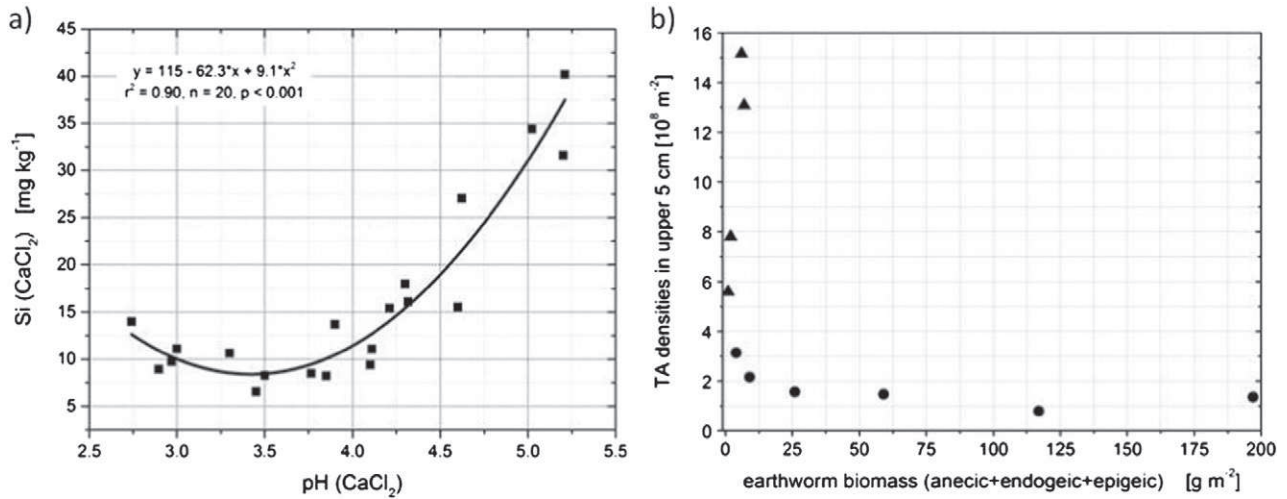 a)
45
40
35
30
25
20
15
10
5
Si (CaCl₂) [mg kg⁻¹]
y = 115 - 62.3*x + 9.1*x²
r² = 0.90, n = 20, p < 0.001
2.5 3.0 3.5 4.0 4.5 5.0 5.5
pH (CaCl₂)
b)
16
14
12
10
8
6
4
2
0
TA densities in upper 5 cm [10⁸ m⁻²]
0 25 50 75 100 125 150 175 200
earthworm biomass (anecic+endogeic+epigeic) [g m⁻²]